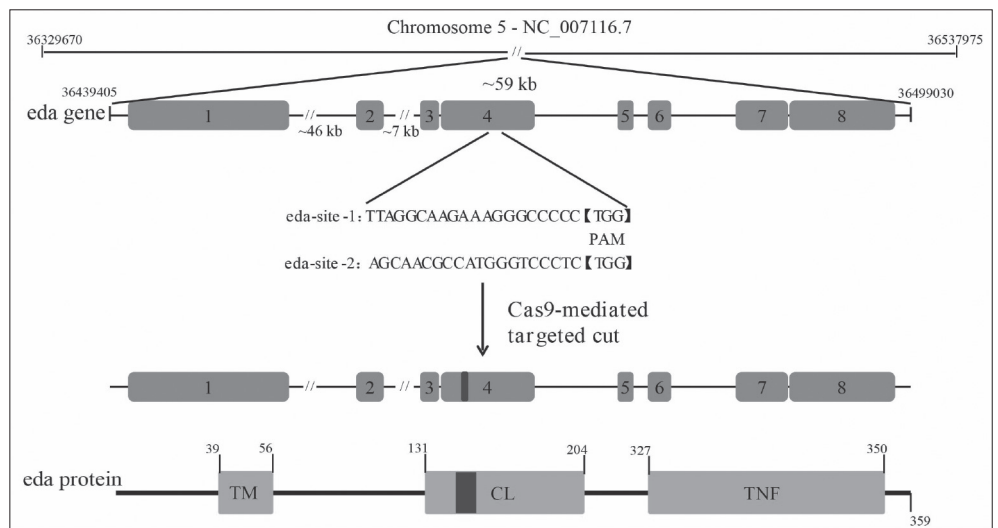 Chromosome 5 - NC_007116.7
36329670
36537975
//
~59 kb
36439405
36499030
eda gene
1 // 2 // 3 4 5 6 7 8
~46 kb
~7 kb
eda-site-1: TTAGGCAAGAAAGGGCCCCC【TGG】
PAM
eda-site-2: AGCAACGCCATGGGTCCCTC【TGG】
Cas9-mediated
targeted cut
1 // 2 // 3 4 5 6 7 8
39 56 131 204 327 350
eda protein
TM CL TNF
359